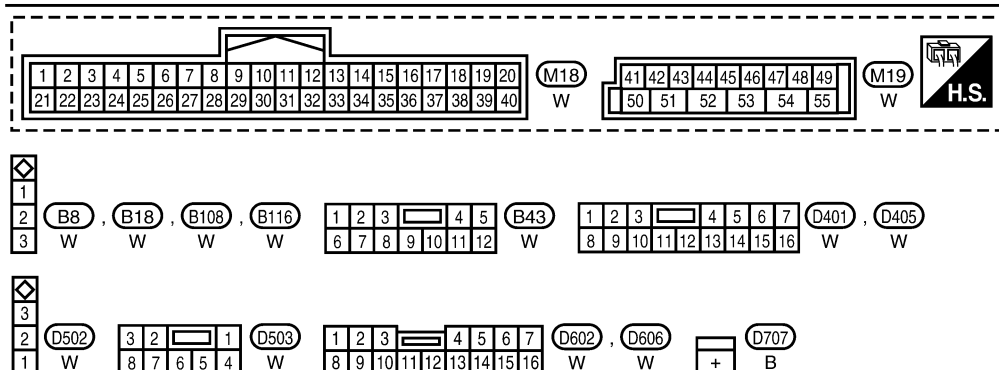 1 2 3 4 5 6 7 8 9 10 11 12 13 14 15 16 17 18 19 20
21 22 23 24 25 26 27 28 29 30 31 32 33 34 35 36 37 38 39 40
M18
W
41 42 43 44 45 46 47 48 49
50 51 52 53 54 55
M19
W
H.S.
1
2
3
B8 , B18 , B108 , B116
W W W W
1 2 3 4 5
6 7 8 9 10 11 12
B43
W
1 2 3 4 5 6 7
8 9 10 11 12 13 14 15 16
D401 , D405
W W
3
2
1
D502
W
3 2 1
8 7 6 5 4
D503
W
1 2 3 4 5 6 7
8 9 10 11 12 13 14 15 16
D602 , D606
W W
+
D707
B